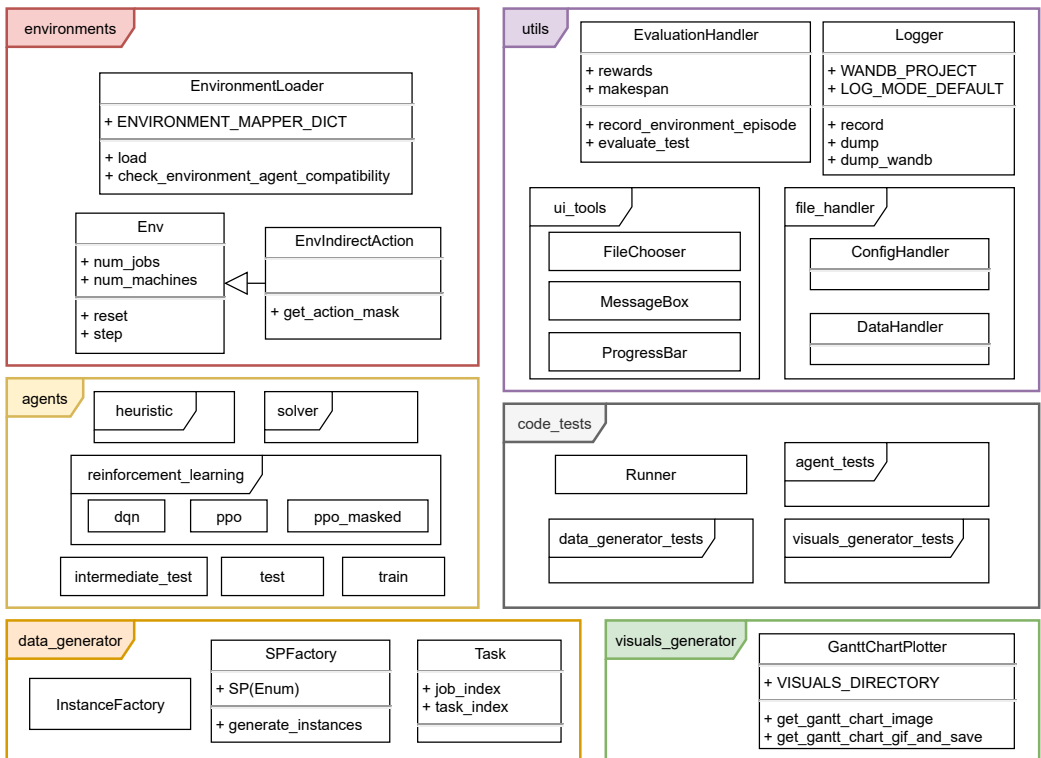 environments
EnvironmentLoader
+ ENVIRONMENT_MAPPER_DICT
+ load
+ check_environment_agent_compatibility
Env
+ num_jobs
+ num_machines
+ reset
+ step
EnvIndirectAction
+ get_action_mask
utils
EvaluationHandler
+ rewards
+ makespan
+ record_environment_episode
+ evaluate_test
Logger
+ WANDB_PROJECT
+ LOG_MODE_DEFAULT
+ record
+ dump
+ dump_wandb
ui_tools
FileChooser
MessageBox
ProgressBar
file_handler
ConfigHandler
DataHandler
agents
heuristic
solver
reinforcement_learning
dqn
ppo
ppo_masked
intermediate_test
test
train
code_tests
Runner
agent_tests
data_generator_tests
visuals_generator_tests
data_generator
InstanceFactory
SPFactory
+ SP(Enum)
+ generate_instances
Task
+ job_index
+ task_index
visuals_generator
GanttChartPlotter
+ VISUALS_DIRECTORY
+ get_gantt_chart_image
+ get_gantt_chart_gif_and_save